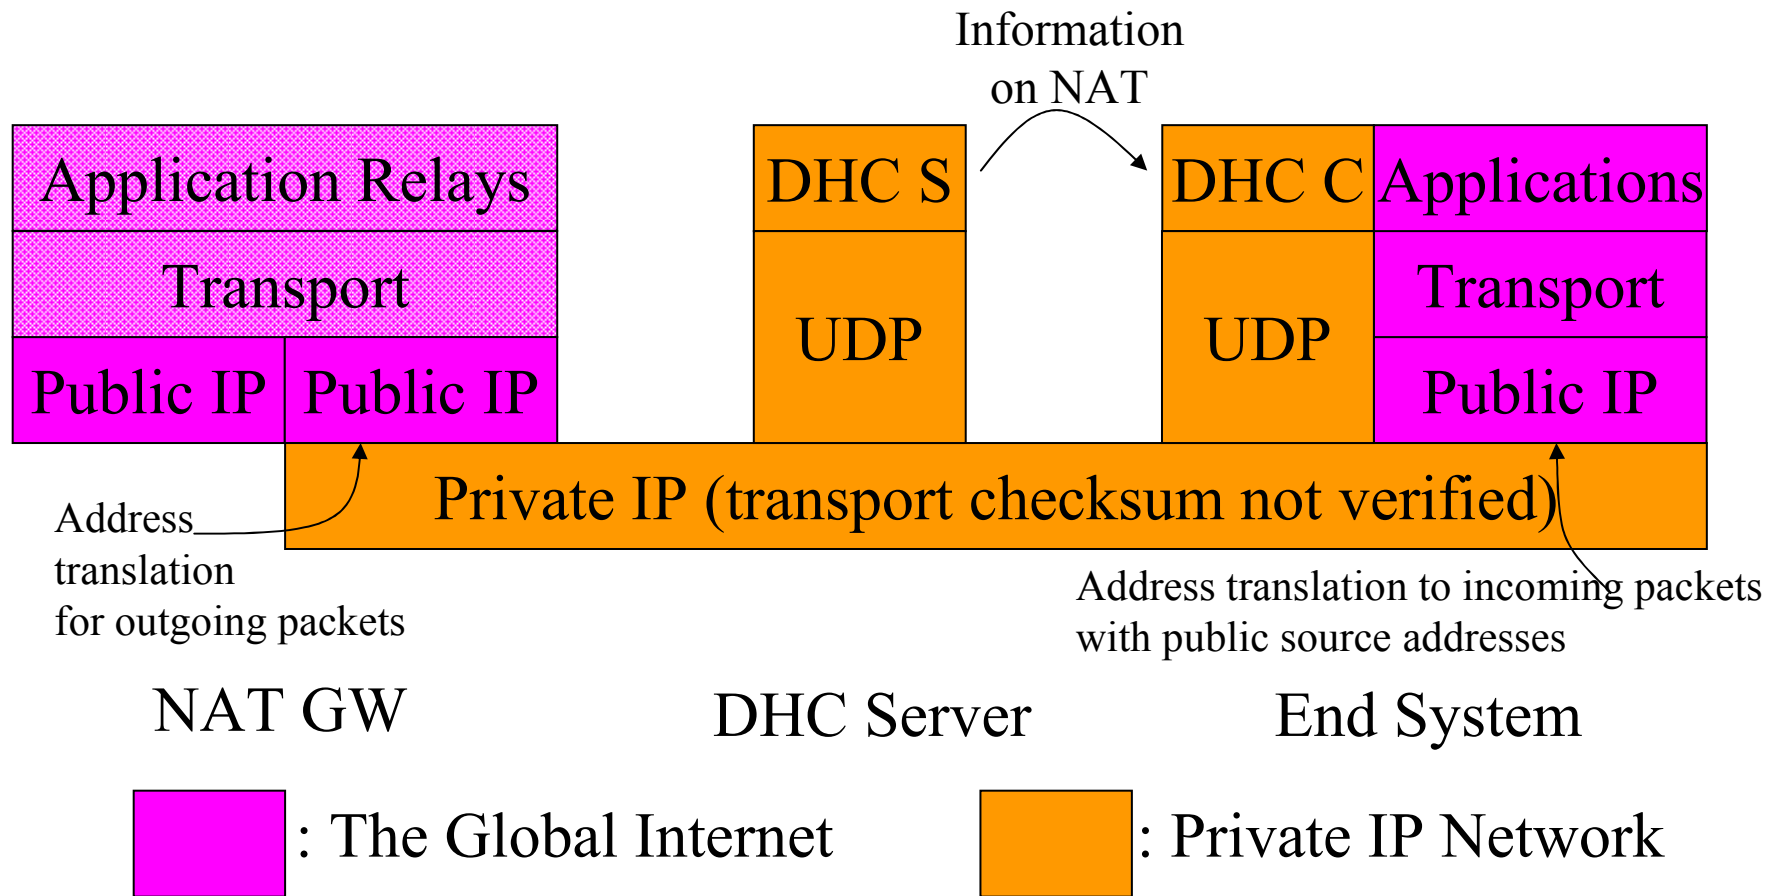 Information
on NAT
Application Relays
DHC S
DHC C
Applications
Transport
UDP
UDP
Transport
Public IP
Public IP
Public IP
Private IP (transport checksum not verified)
Address
translation
for outgoing packets
Address translation to incoming packets
with public source addresses
NAT GW
DHC Server
End System
: The Global Internet
: Private IP Network